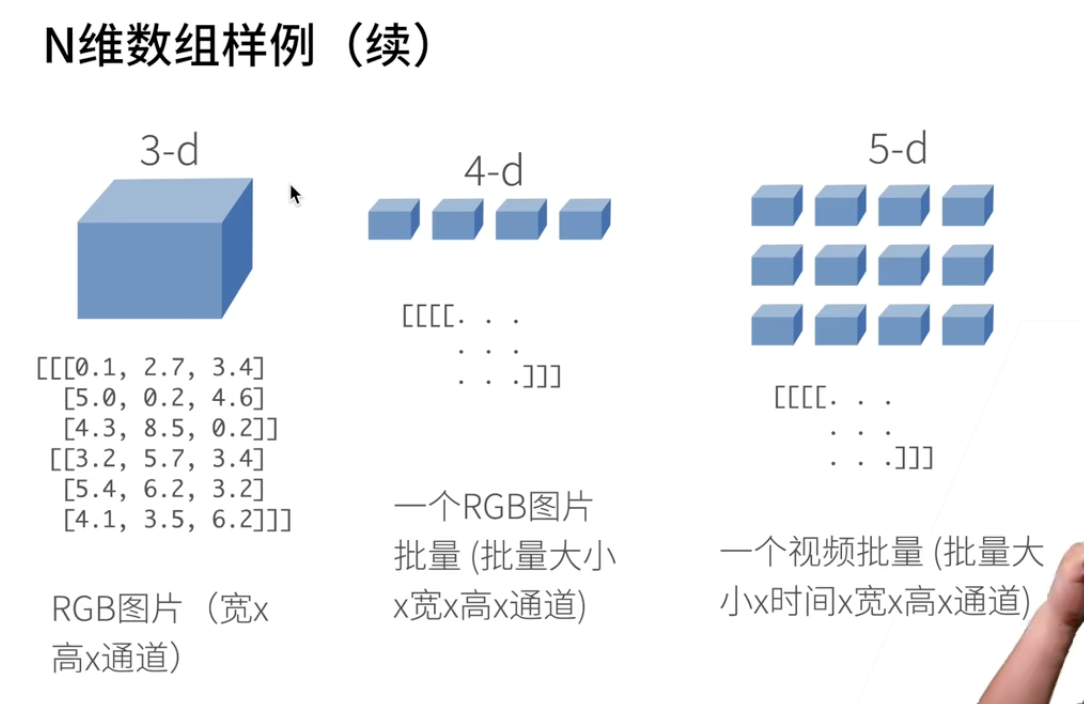 N维数组样例（续）
3-d
[[[0.1, 2.7, 3.4]
[5.0, 0.2, 4.6]
[4.3, 8.5, 0.2]]
[[3.2, 5.7, 3.4]
[5.4, 6.2, 3.2]
[4.1, 3.5, 6.2]]]
RGB图片（宽x
高x通道）
4-d
[[[[. . .
. . .
. . .]]]
一个RGB图片
批量 (批量大小
x宽x高x通道)
5-d
[[[[. . .
. . .
. . .]]]
一个视频批量 (批量大
小x时间x宽x高x通道)